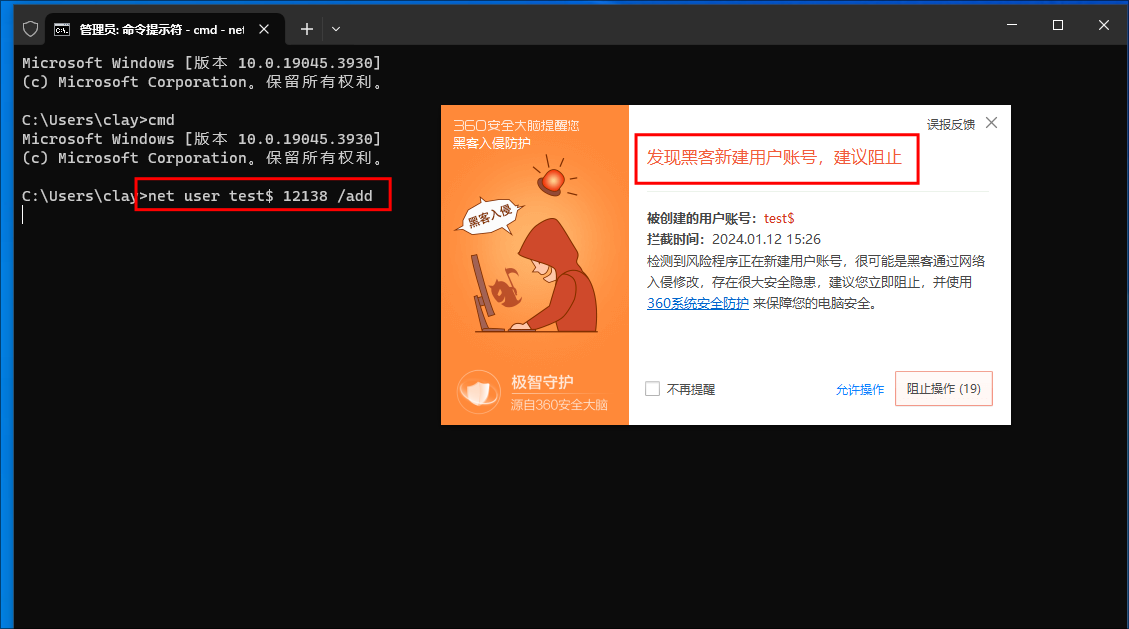 管理员: 命令提示符 - cmd - net
Microsoft Windows [版本 10.0.19045.3930]
(c) Microsoft Corporation。保留所有权利。
C:\Users\clay>cmd
Microsoft Windows [版本 10.0.19045.3930]
(c) Microsoft Corporation。保留所有权利。
C:\Users\clay>net user test$ 12138 /add
360安全大脑提醒您
黑客入侵防护
黑客入侵
极智守护
源自360安全大脑
误报反馈
发现黑客新建用户账号，建议阻止
被创建的用户账号：test$
拦截时间：2024.01.12 15:26
检测到风险程序正在新建用户账号，很可能是黑客通过网络
入侵修改，存在很大安全隐患，建议您立即阻止，并使用
360系统安全防护 来保障您的电脑安全。
不再提醒
允许操作
阻止操作 (19)